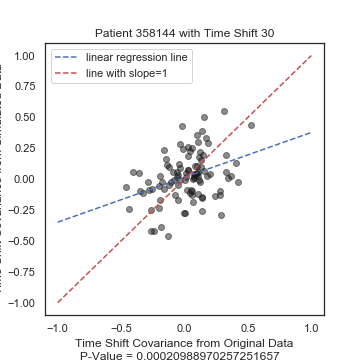 Patient 358144 with Time Shift 30
linear regression line
line with slope=1
1.00
0.75
0.50
0.25
0.00
−0.25
−0.50
−0.75
−1.00
−1.0
−0.5
0.0
0.5
1.0
Time Shift Covariance from Original Data
P-Value = 0.00020988970257251657